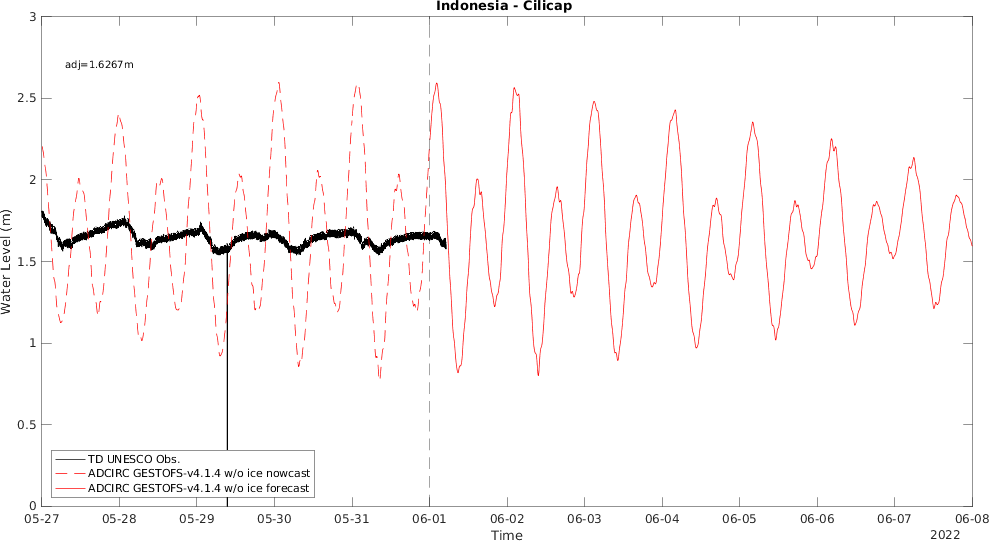 Indonesia - Cilicap
adj=1.6267m
3
2.5
2
1.5
1
0.5
0
Water Level (m)
TD UNESCO Obs.
ADCIRC GESTOFS-v4.1.4 w/o ice nowcast
ADCIRC GESTOFS-v4.1.4 w/o ice forecast
05-27 05-28 05-29 05-30 05-31 06-01 06-02 06-03 06-04 06-05 06-06 06-07 06-08
Time
2022